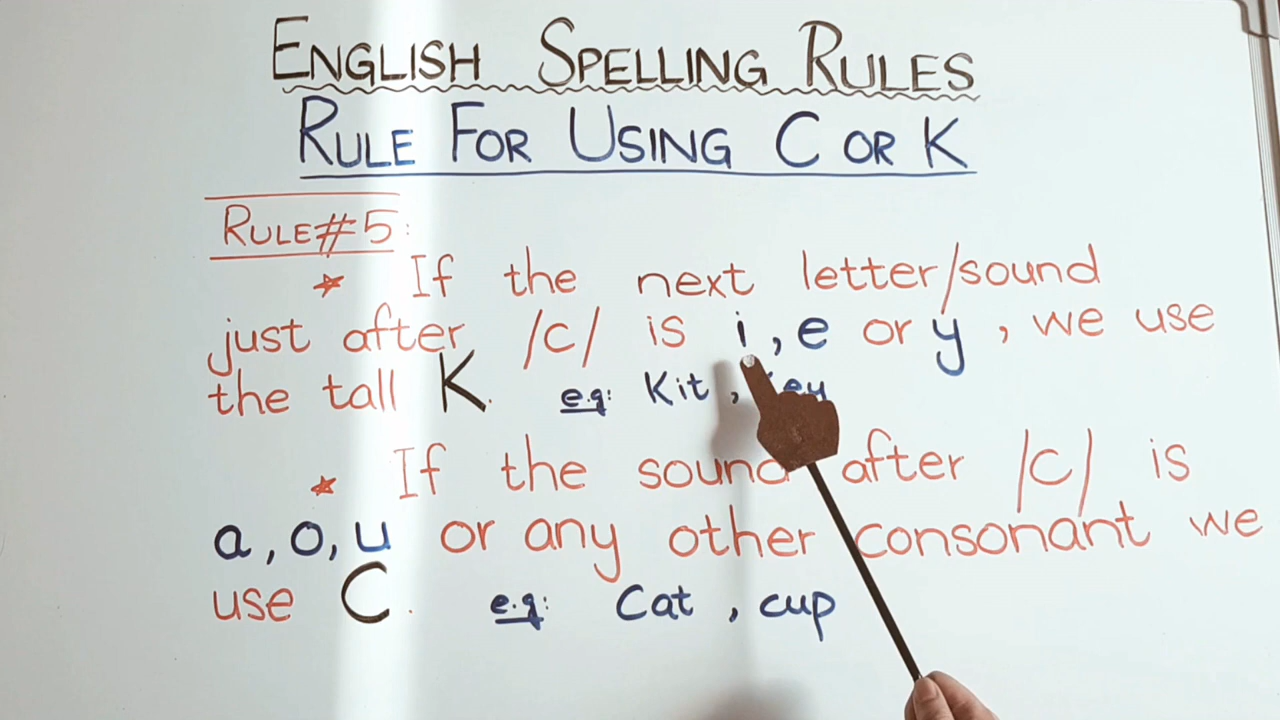 ENGLISH SPELLING RULES
RULE FOR USING C OR K
RULE#5:
★ If the next letter/sound
just after /c/ is i, e or y, we use
the tall K. e.g: Kit, Key
★ If the sound after /c/ is
a, o, u or any other consonant we
use C. e.g: Cat, cup